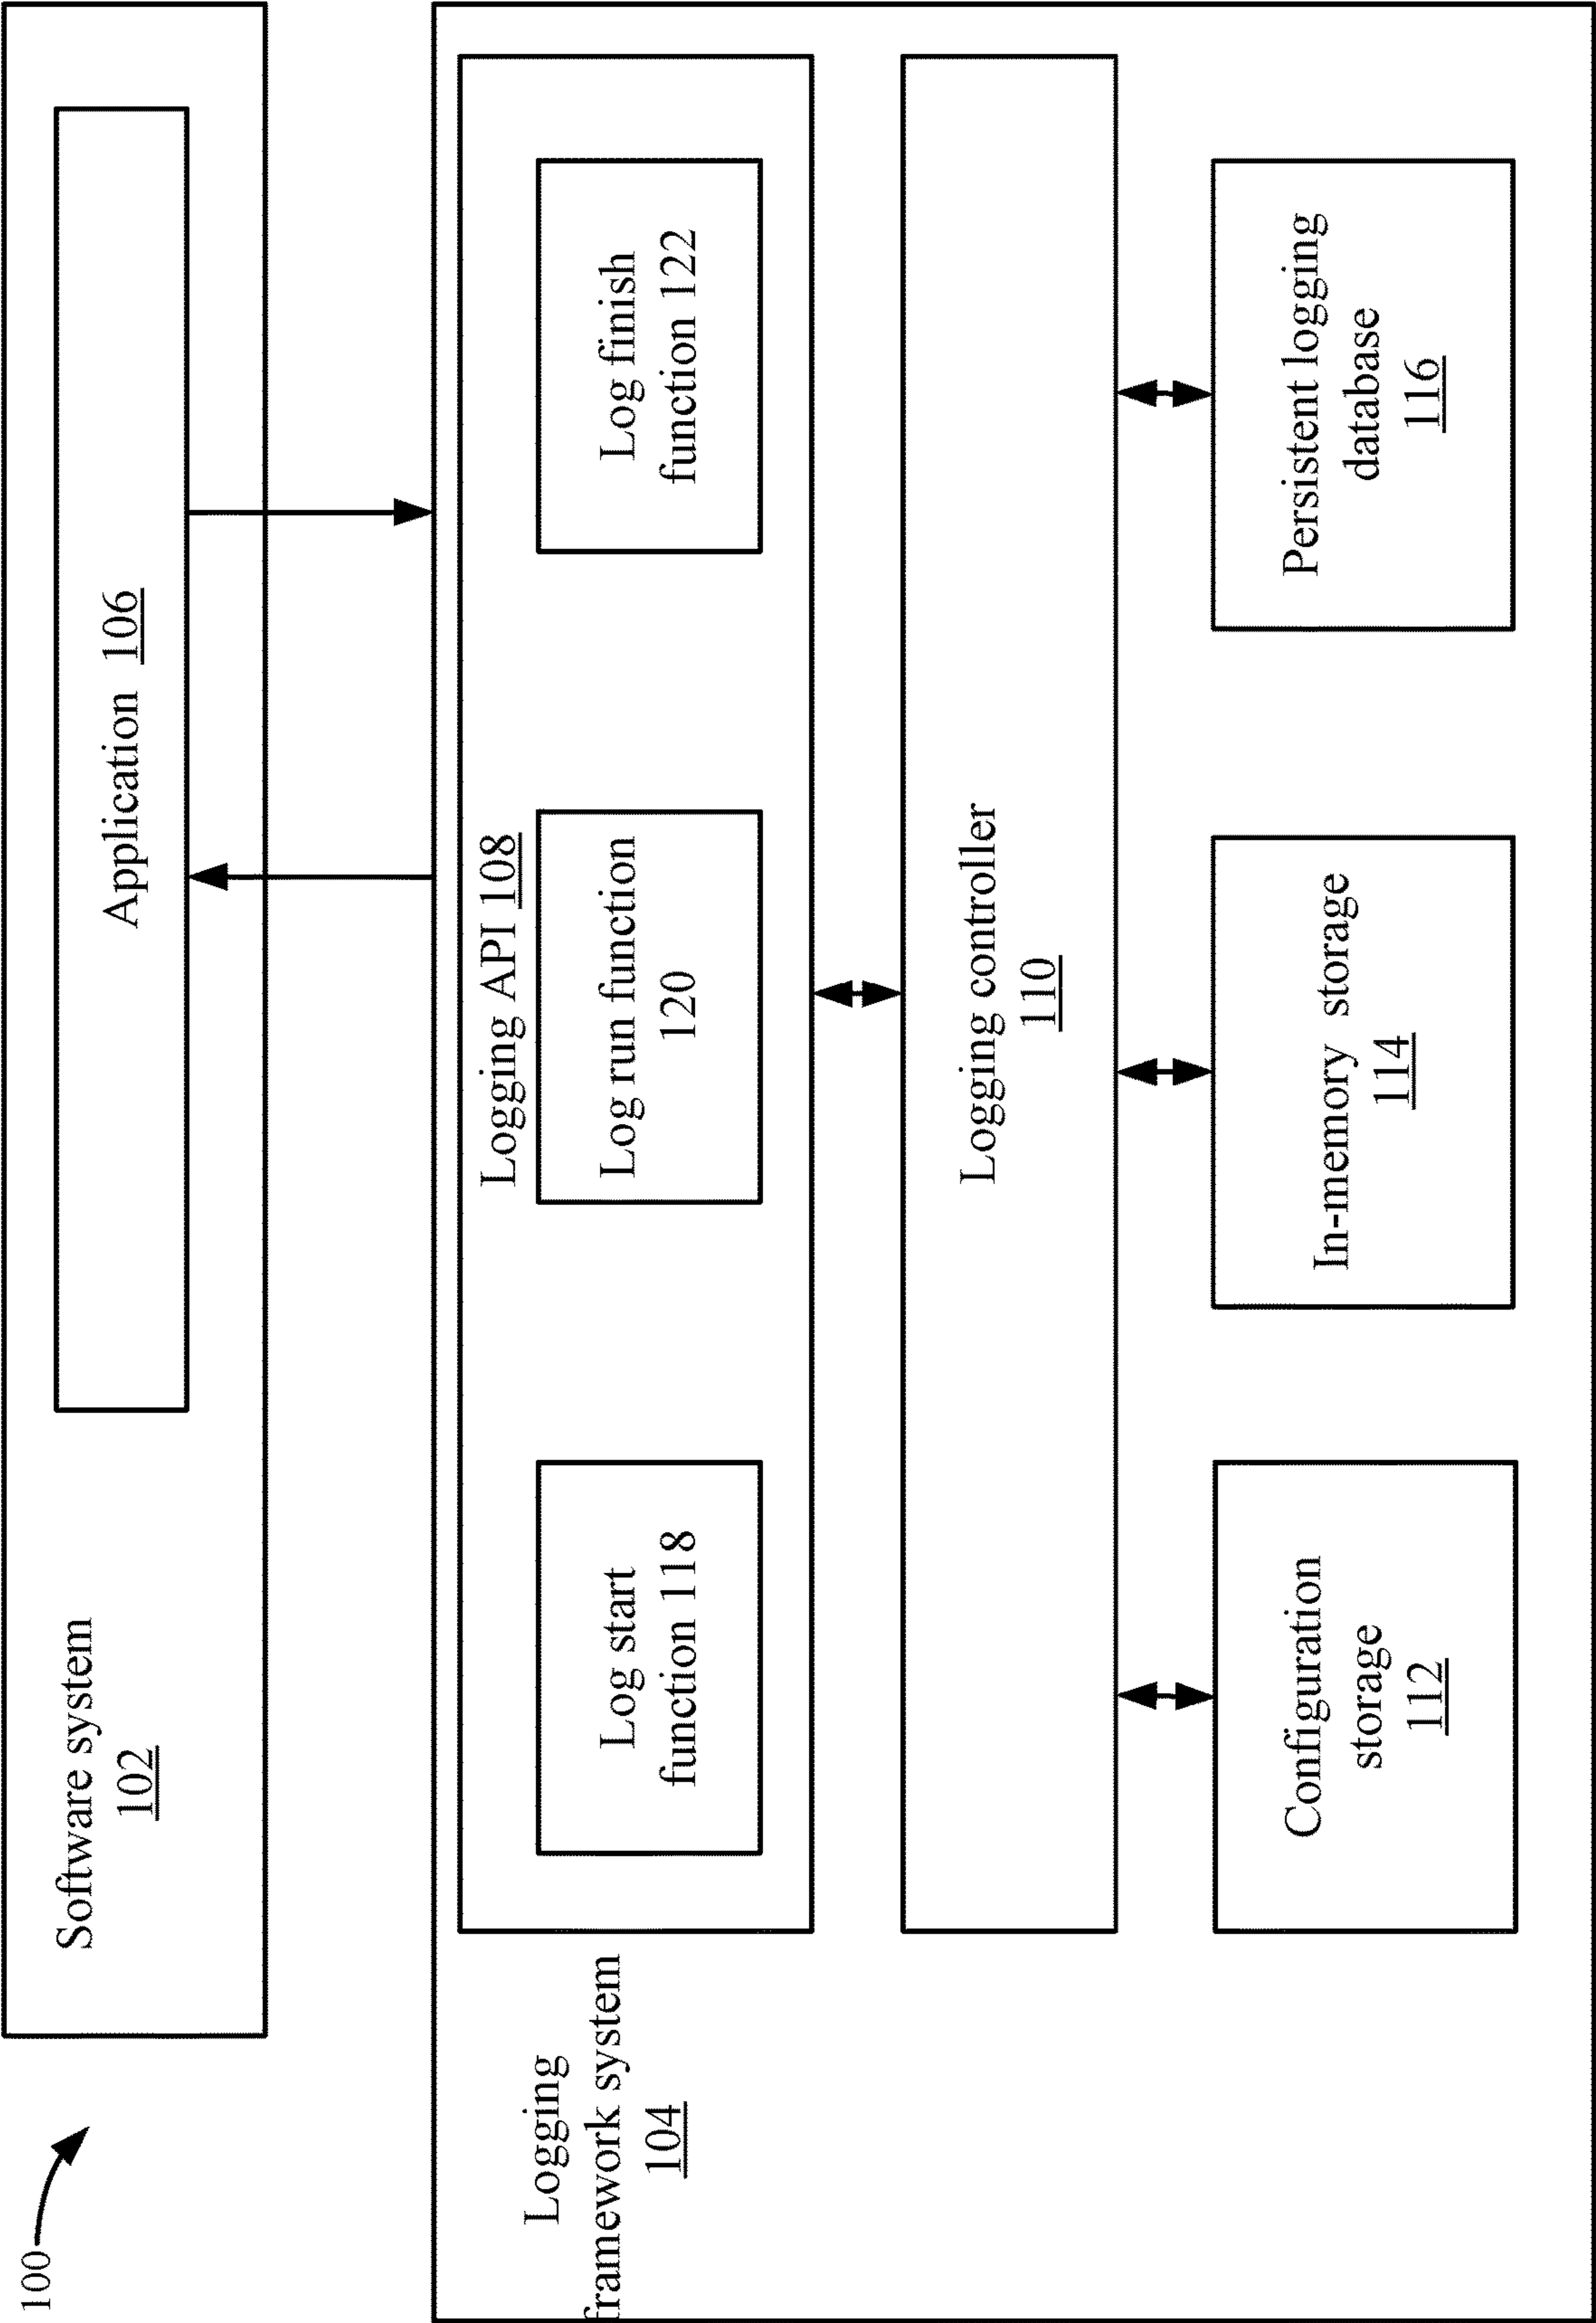 100
Software system
102
Application 106
Logging
framework system
104
Logging API 108
Log start
function 118
Log run function
120
Log finish
function 122
Logging controller
110
Configuration
storage
112
In-memory storage
114
Persistent logging
database
116